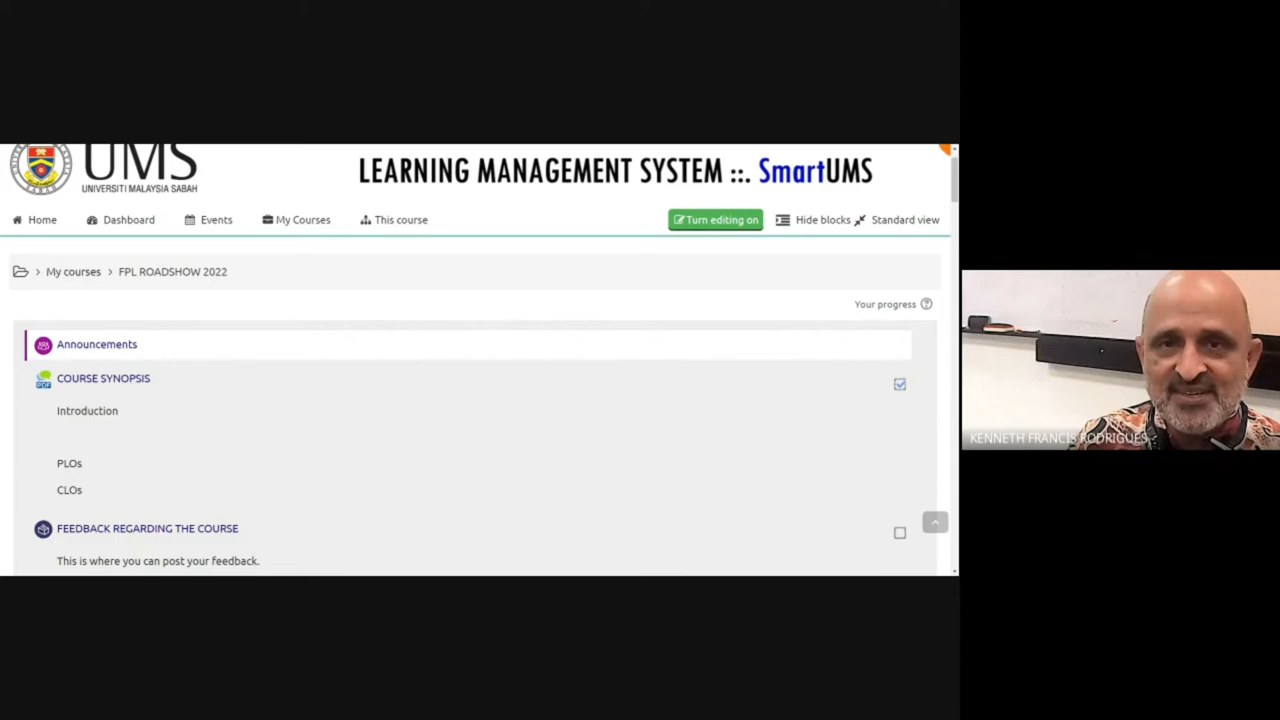 UMS
UNIVERSITI MALAYSIA SABAH
LEARNING MANAGEMENT SYSTEM ::. SmartUMS
Home Dashboard Events My Courses This course Turn editing on Hide blocks Standard view
> My courses > FPL ROADSHOW 2022
Your progress
Announcements
COURSE SYNOPSIS
Introduction
PLOs
CLOs
FEEDBACK REGARDING THE COURSE
This is where you can post your feedback.
KENNETH FRANCIS RODRIGUES